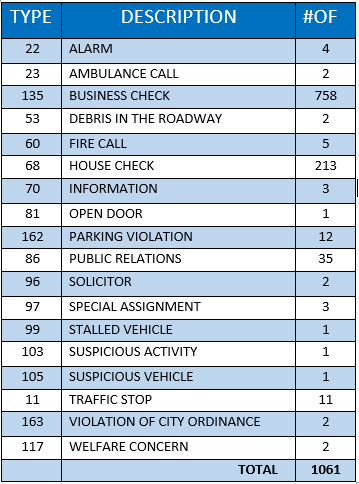 TYPE DESCRIPTION #OF
22 ALARM 4
23 AMBULANCE CALL 2
135 BUSINESS CHECK 758
53 DEBRIS IN THE ROADWAY 2
60 FIRE CALL 5
68 HOUSE CHECK 213
70 INFORMATION 3
81 OPEN DOOR 1
162 PARKING VIOLATION 12
86 PUBLIC RELATIONS 35
96 SOLICITOR 2
97 SPECIAL ASSIGNMENT 3
99 STALLED VEHICLE 1
103 SUSPICIOUS ACTIVITY 1
105 SUSPICIOUS VEHICLE 1
11 TRAFFIC STOP 11
163 VIOLATION OF CITY ORDINANCE 2
117 WELFARE CONCERN 2
TOTAL 1061